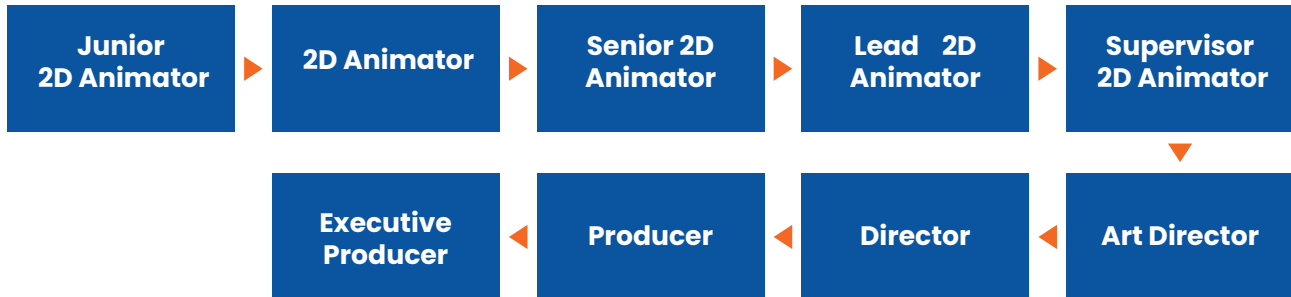 Junior
2D Animator
2D Animator
Senior 2D
Animator
Lead 2D
Animator
Supervisor
2D Animator
Art Director
Director
Producer
Executive
Producer